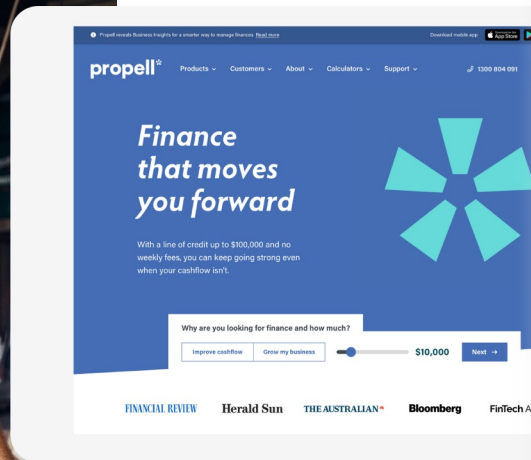 Propell reveals Business Insights for a smarter way to manage finances Read more
Download mobile app
Download on the
App Store
propell*
Products
Customers
About
Calculators
Support
1300 804 091
Finance
that moves
you forward
With a line of credit up to $100,000 and no
weekly fees, you can keep going strong even
when your cashflow isn't.
Why are you looking for finance and how much?
Improve cashflow
Grow my business
$10,000
Next →
FINANCIAL REVIEW
Herald Sun
THE AUSTRALIAN*
Bloomberg
FinTech A